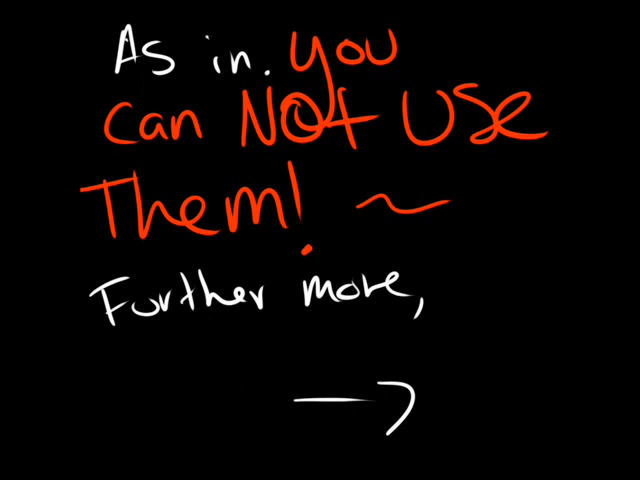 As in. you
can NOT Use
Them! ~
Further more,
→